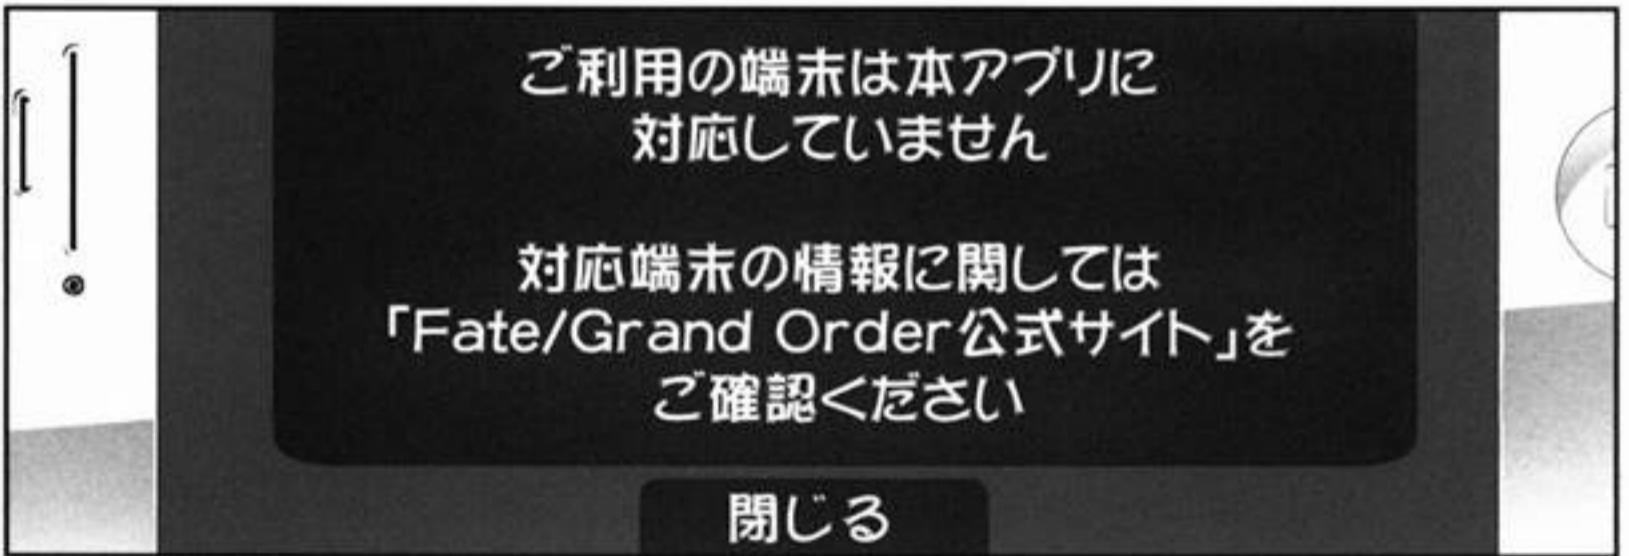 ご利用の端末は本アプリに
対応していません
対応端末の情報に関しては
「Fate/Grand Order公式サイト」を
ご確認ください
閉じる